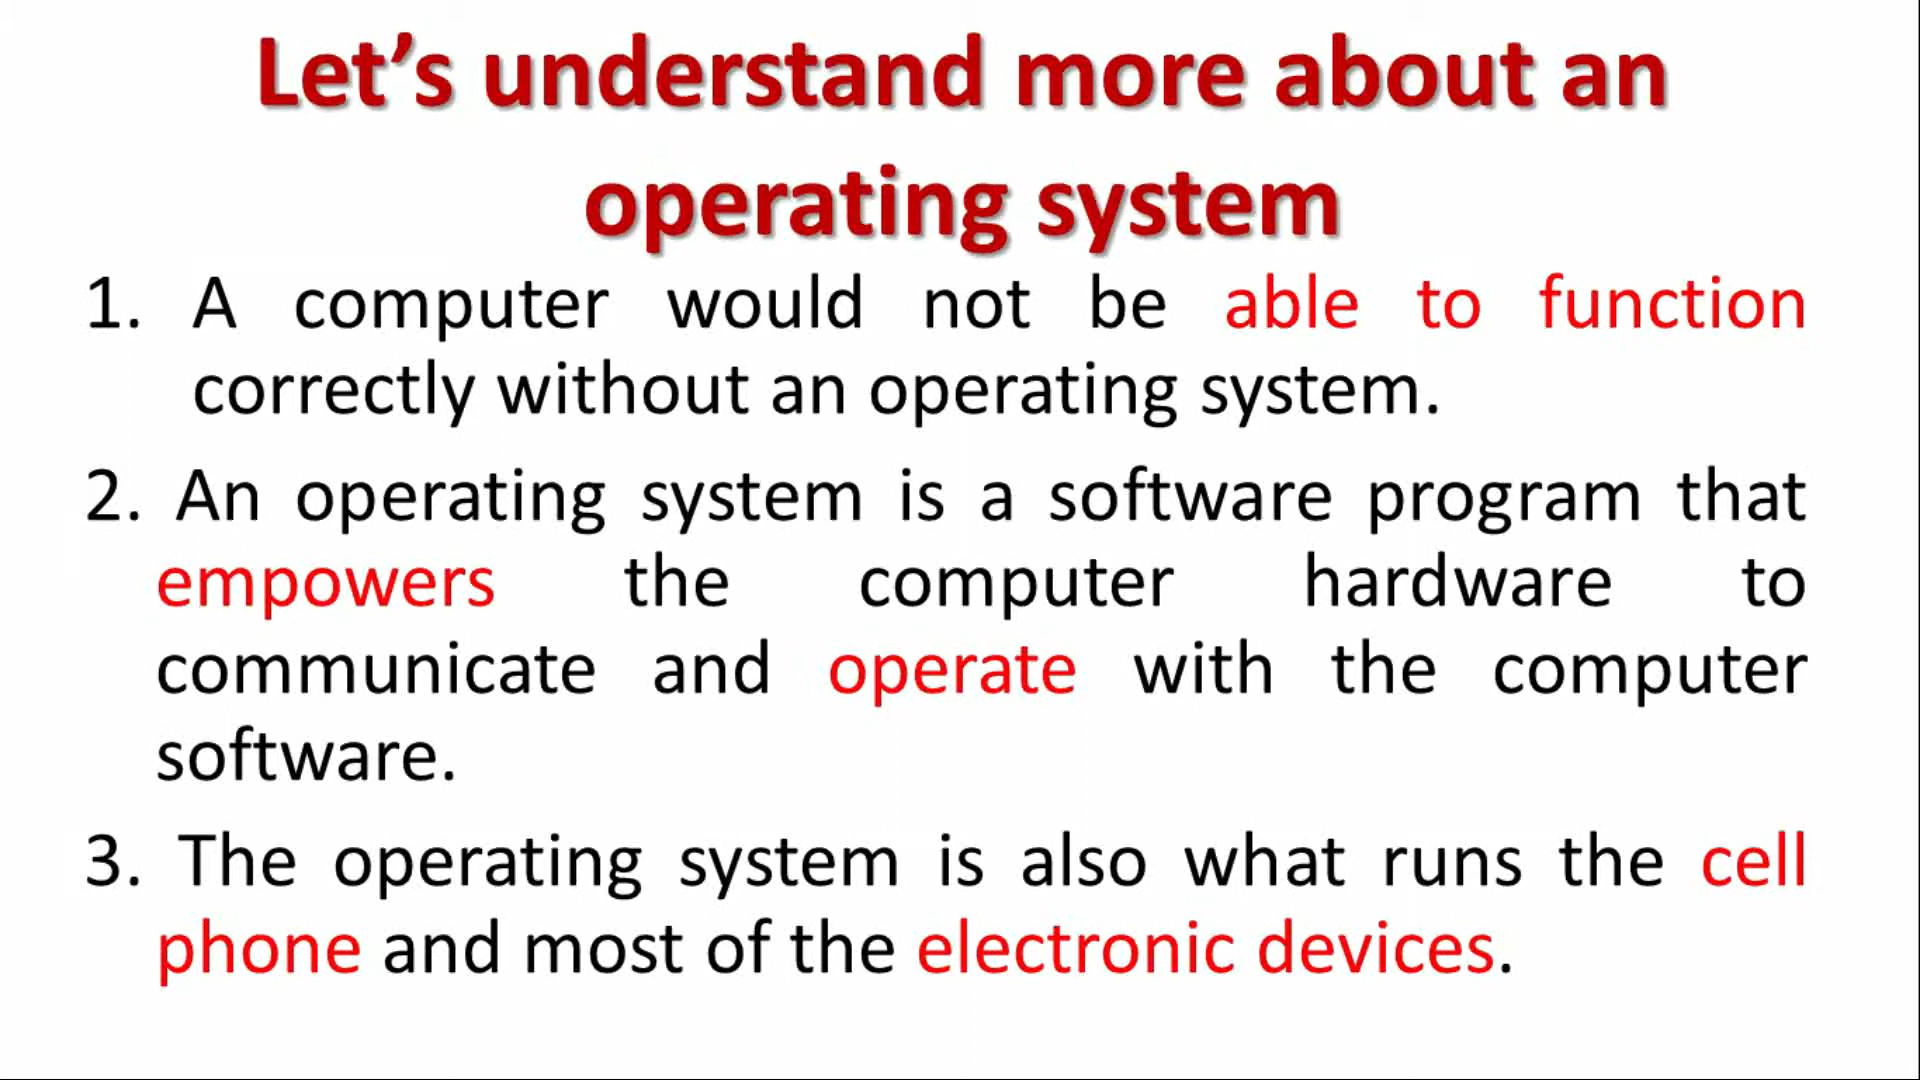 Let’s understand more about an
operating system
1. A computer would not be able to function
correctly without an operating system.
2. An operating system is a software program that
empowers the computer hardware to
communicate and operate with the computer
software.
3. The operating system is also what runs the cell
phone and most of the electronic devices.